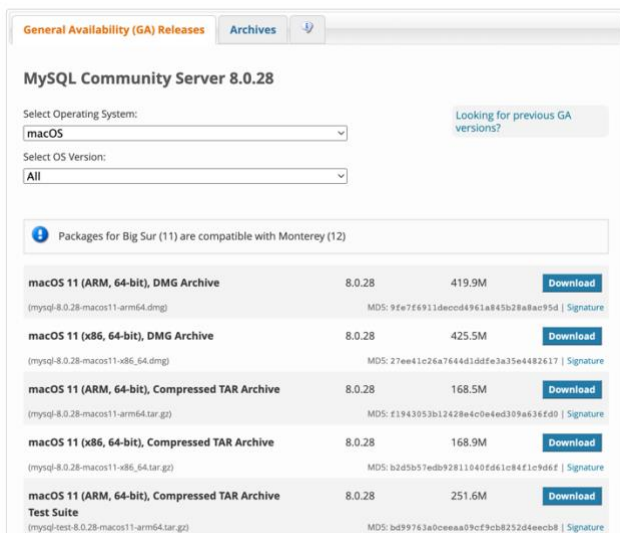 General Availability (GA) Releases Archives
MySQL Community Server 8.0.28
Select Operating System:
macOS
Looking for previous GA
versions?
Select OS Version:
All
Packages for Big Sur (11) are compatible with Monterey (12)
macOS 11 (ARM, 64-bit), DMG Archive 8.0.28 419.9M Download
(mysql-8.0.28-macos11-arm64.dmg) MD5: 9fe7f6911deccd4961a845b28a8ac95d | Signature
macOS 11 (x86, 64-bit), DMG Archive 8.0.28 425.5M Download
(mysql-8.0.28-macos11-x86_64.dmg) MD5: 27ee41c26a7644d1ddfe3a35e4482617 | Signature
macOS 11 (ARM, 64-bit), Compressed TAR Archive 8.0.28 168.5M Download
(mysql-8.0.28-macos11-arm64.tar.gz) MD5: f1943053b12428e4c0e4ed309a636fd0 | Signature
macOS 11 (x86, 64-bit), Compressed TAR Archive 8.0.28 168.9M Download
(mysql-8.0.28-macos11-x86_64.tar.gz) MD5: b2d5b57edb92811040fd61c84f1c9d6f | Signature
macOS 11 (ARM, 64-bit), Compressed TAR Archive 8.0.28 251.6M Download
Test Suite
(mysql-test-8.0.28-macos11-arm64.tar.gz) MD5: bd99763a0ceeaa09cf9cb8252d4eecb8 | Signature